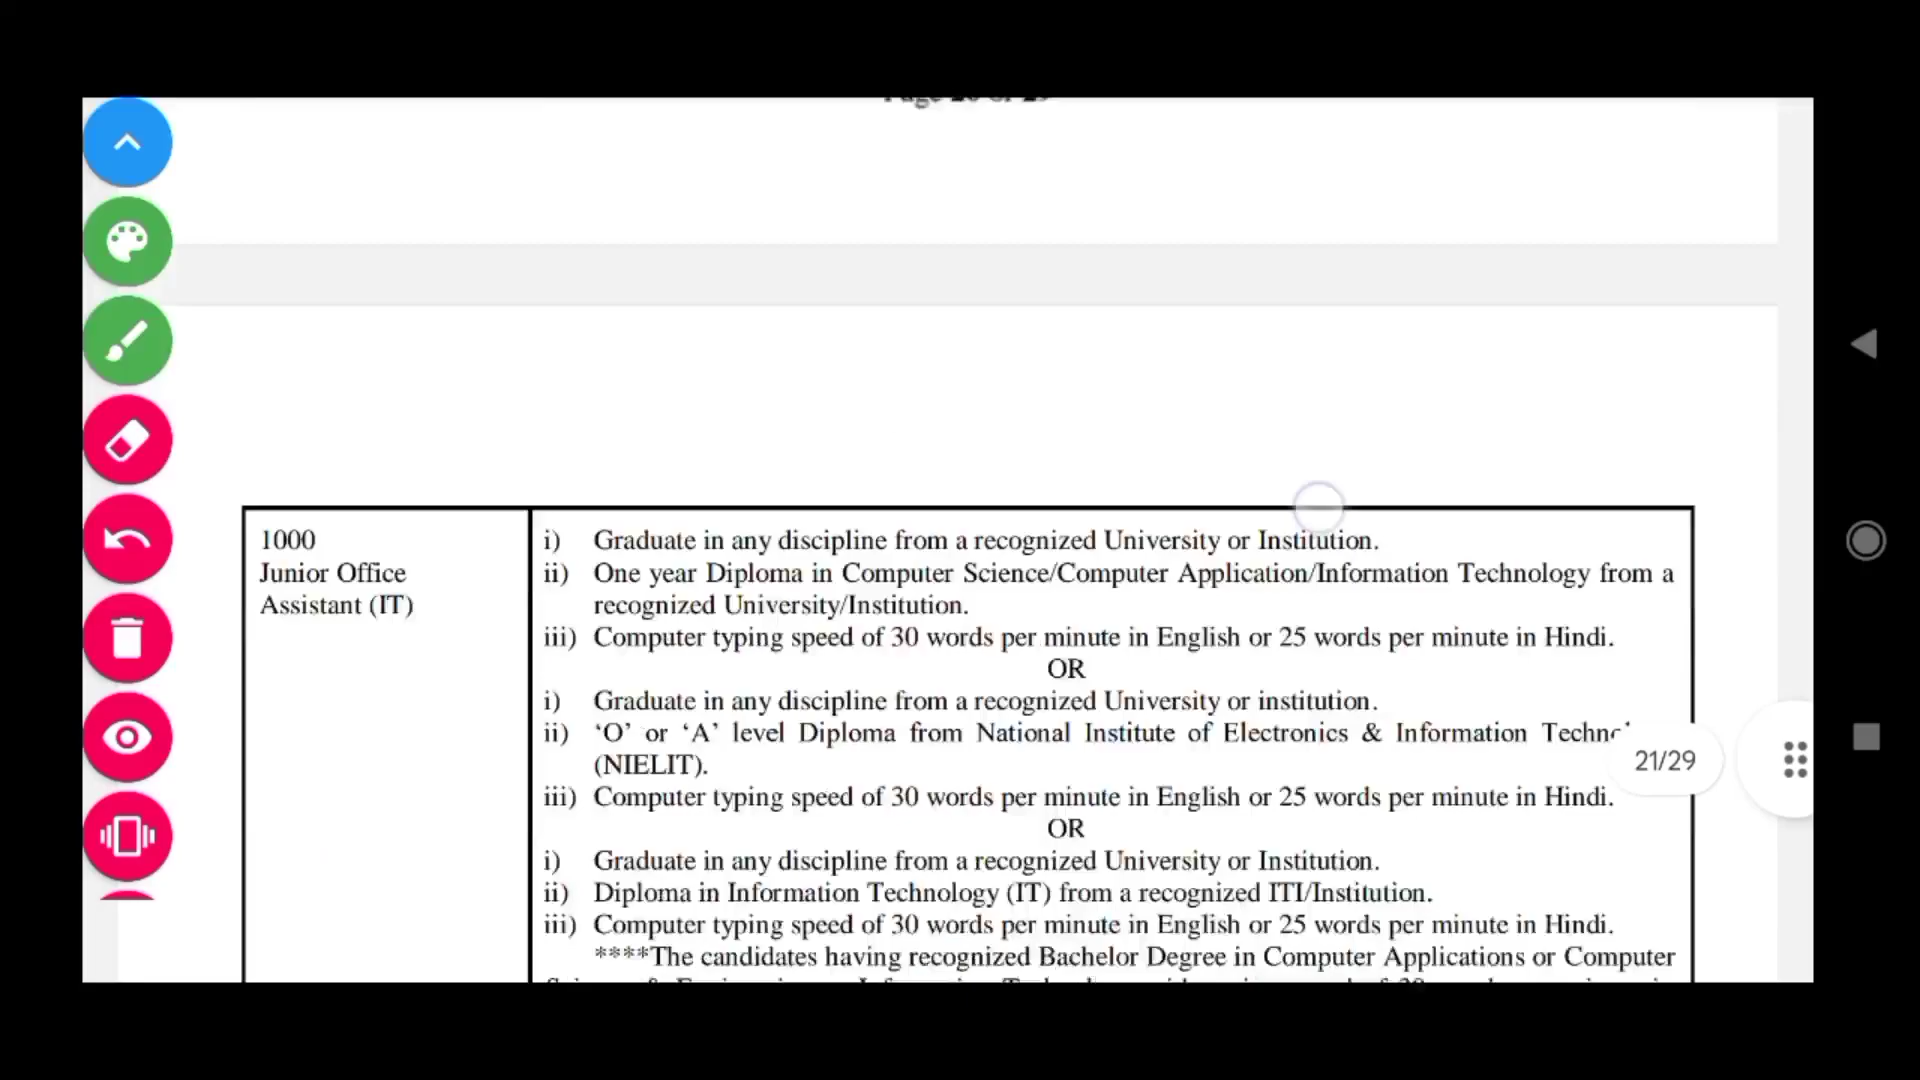 Page 20 of 29
1000
Junior Office
Assistant (IT)
i) Graduate in any discipline from a recognized University or Institution.
ii) One year Diploma in Computer Science/Computer Application/Information Technology from a
recognized University/Institution.
iii) Computer typing speed of 30 words per minute in English or 25 words per minute in Hindi.
OR
i) Graduate in any discipline from a recognized University or institution.
ii) ‘O’ or ‘A’ level Diploma from National Institute of Electronics & Information
(NIELIT).
iii) Computer typing speed of 30 words per minute in English or 25 words per minute in Hindi.
OR
i) Graduate in any discipline from a recognized University or Institution.
ii) Diploma in Information Technology (IT) from a recognized ITI/Institution.
iii) Computer typing speed of 30 words per minute in English or 25 words per minute in Hindi.
****The candidates having recognized Bachelor Degree in Computer Applications or Computer
21/29